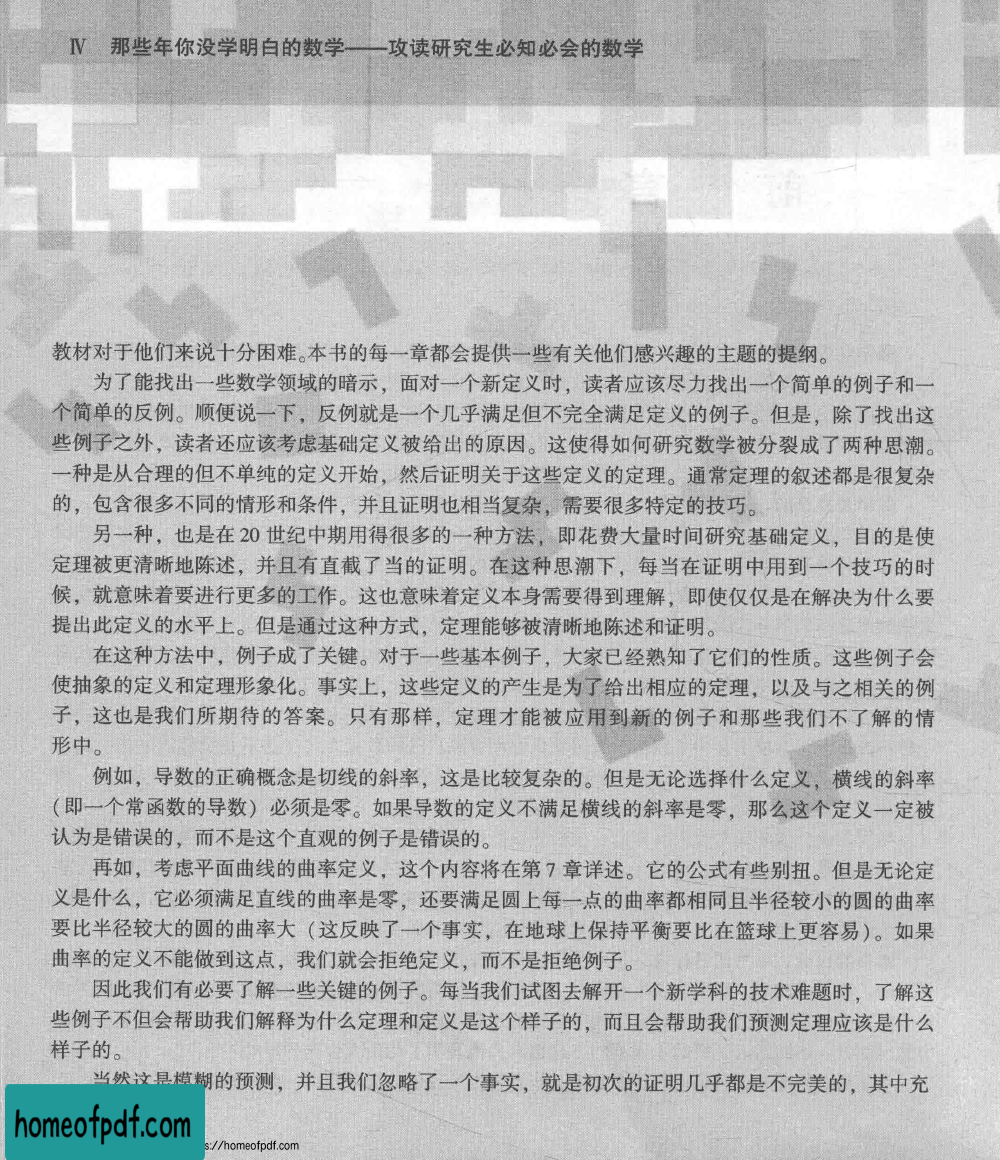 Ⅳ 那些年你没学明白的数学——攻读研究生必知必会的数学
教材对于他们来说十分困难。本书的每一章都会提供一些有关他们感兴趣的主题的提纲。
为了能找出一些数学领域的暗示，面对一个新定义时，读者应该尽力找出一个简单的例子和一
个简单的反例。顺便说一下，反例就是一个几乎满足但不完全满足定义的例子。但是，除了找出这
些例子之外，读者还应该考虑基础定义被给出的原因。这使得如何研究数学被分裂成了两种思潮。
一种是从合理的但不单纯的定义开始，然后证明关于这些定义的定理。通常定理的叙述都是很复杂
的，包含很多不同的情形和条件，并且证明也相当复杂，需要很多特定的技巧。
另一种，也是在 20 世纪中期用得很多的一种方法，即花费大量时间研究基础定义，目的是使
定理被更清晰地陈述，并且有直截了当的证明。在这种思潮下，每当在证明中用到一个技巧的时
候，就意味着要进行更多的工作。这也意味着定义本身需要得到理解，即使仅仅是在解决为什么要
提出此定义的水平上。但是通过这种方式，定理能够被清晰地陈述和证明。
在这种方法中，例子成了关键。对于一些基本例子，大家已经熟知了它们的性质。这些例子会
使抽象的定义和定理形象化。事实上，这些定义的产生是为了给出相应的定理，以及与之相关的例
子，这也是我们所期待的答案。只有那样，定理才能被应用到新的例子和那些我们不了解的情
形中。
例如，导数的正确概念是切线的斜率，这是比较复杂的。但是无论选择什么定义，横线的斜率
（即一个常函数的导数）必须是零。如果导数的定义不满足横线的斜率是零，那么这个定义一定被
认为是错误的，而不是这个直观的例子是错误的。
再如，考虑平面曲线的曲率定义，这个内容将在第 7 章详述。它的公式有些别扭。但是无论定
义是什么，它必须满足直线的曲率是零，还要满足圆上每一点的曲率都相同且半径较小的圆的曲率
要比半径较大的圆的曲率大（这反映了一个事实，在地球上保持平衡要比在篮球上更容易）。如果
曲率的定义不能做到这点，我们就会拒绝定义，而不是拒绝例子。
因此我们有必要了解一些关键的例子。每当我们试图去解开一个新学科的技术难题时，了解这
些例子不但会帮助我们解释为什么定理和定义是这个样子的，而且会帮助我们预测定理应该是什么
样子的。
当然这是模糊的预测，并且我们忽略了一个事实，就是初次的证明几乎都是不完美的，其中充
homeofpdf.com
s://homeofpdf.com